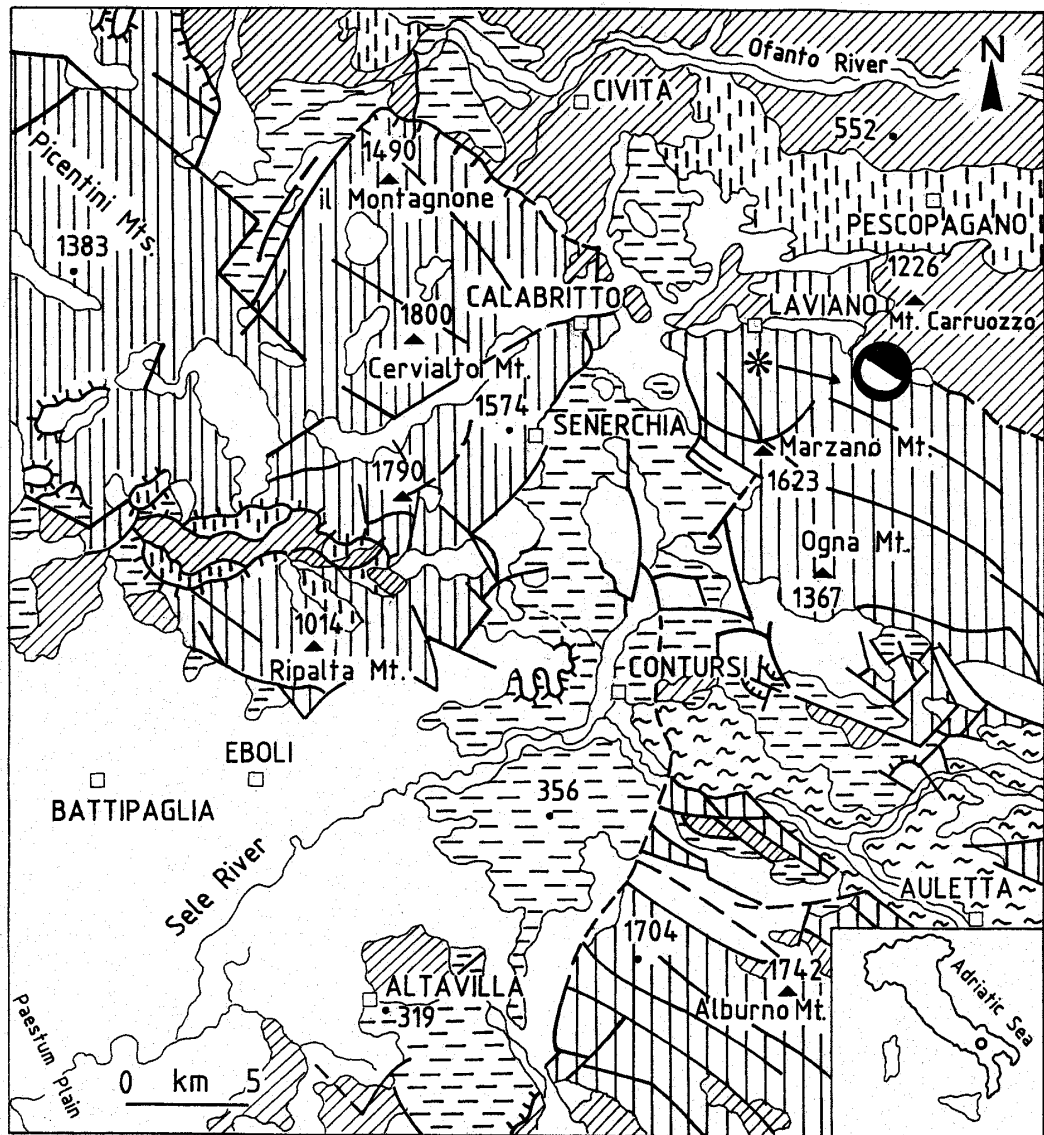 Ofanto River
N
CIVITA
552
1490
il Montagnone
Picentini Mts.
1383
PESCOPAGANO
1226
CALABRITTO
LAVIANO
Mt. Carruozzo
1800
Cervialto Mt.
1574
SENERCHIA
Marzano Mt.
1623
1790
Ogna Mt.
1367
1014
Ripalta Mt.
CONTURSI
EBOLI
BATTIPAGLIA
356
Sele River
AULETTA
1704
1742
Alburno Mt.
ALTAVILLA
319
Adriatic Sea
Paestum Plain
0 km 5